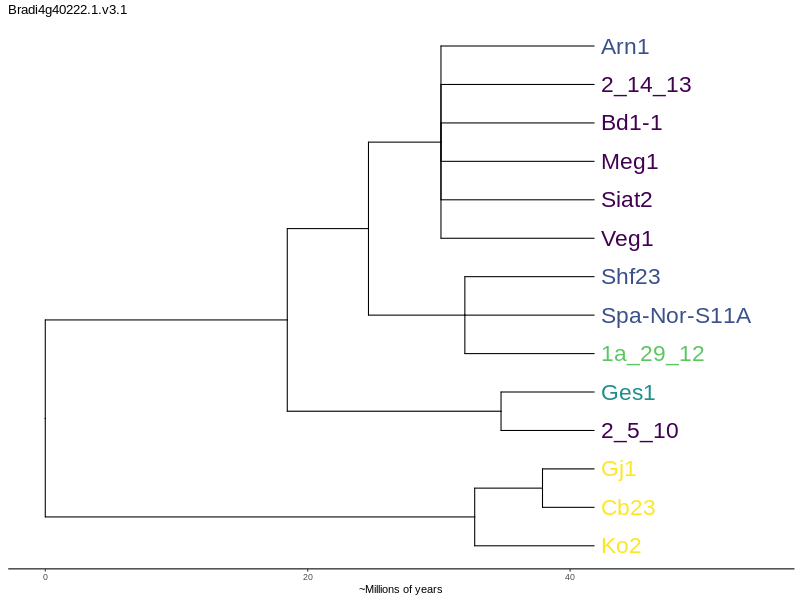 Bradi4g40222.1.v3.1
Arn1
2_14_13
Bd1-1
Meg1
Siat2
Veg1
Shf23
Spa-Nor-S11A
1a_29_12
Ges1
2_5_10
Gj1
Cb23
Ko2
0 20 40
~Millions of years